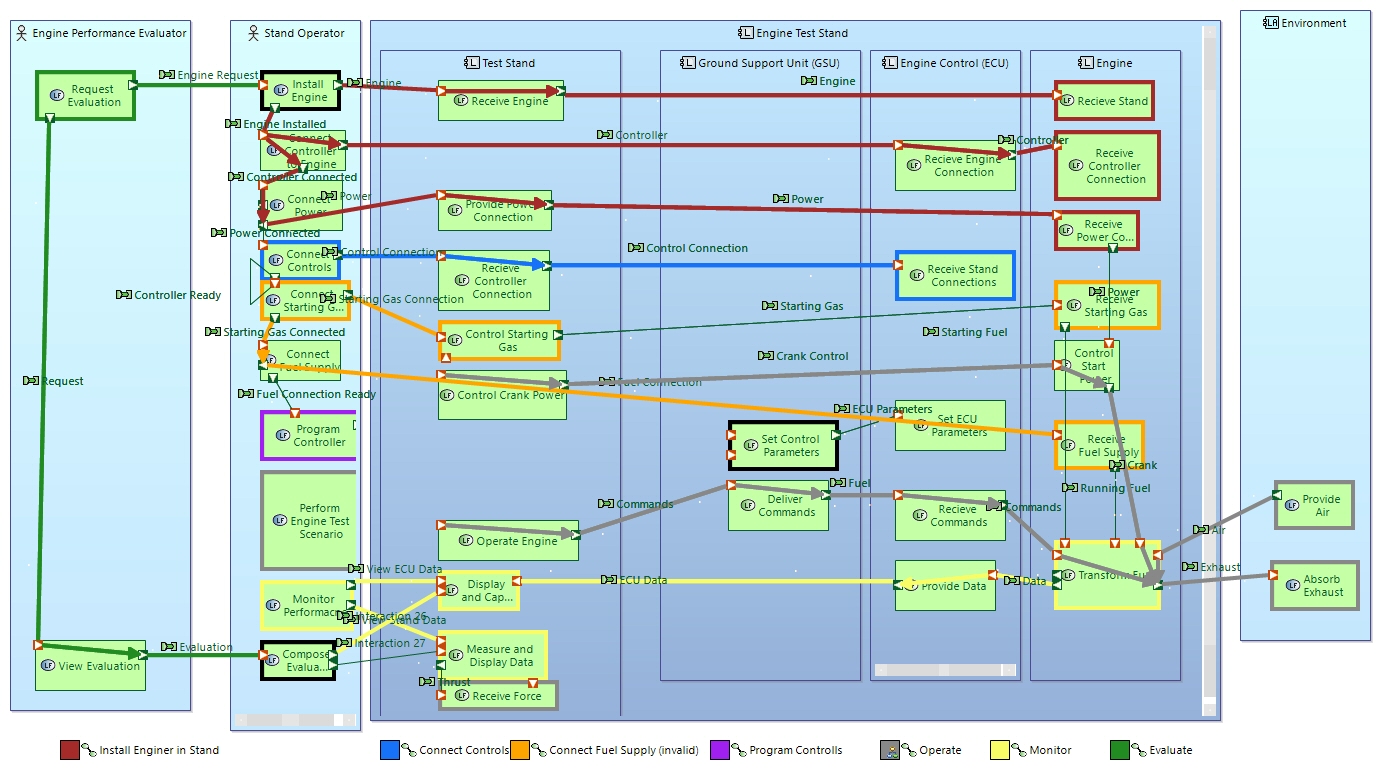 Engine Performance Evaluator
Stand Operator
Engine Test Stand
Environment
Test Stand
Ground Support Unit (GSU)
Engine Control (ECU)
Engine
Request
Evaluation
Engine Request
Install
Engine
Engine
Receive Engine
Engine
Recieve Stand
Engine Installed
Connect
Controller
to Engine
Controller
Recieve Engine
Connection
Controller
Receive
Controller
Connection
Controller Connected
Connect
Power
Power
Provide Power
Connection
Power
Receive
Power Co...
Power Connected
Connect
Controls
Control Connection
Recieve
Controller
Connection
Control Connection
Receive Stand
Connections
Controller Ready
Connect
Starting G...
Starting Gas Connection
Starting Gas
Power
Receive
Starting Gas
Starting Gas Connected
Control Starting
Gas
Starting Fuel
Connect
Fuel Supply
Crank Control
Control
Start
Power
Request
Fuel Connection Ready
Control Crank Power
Fuel Connection
ECU Parameters
Set ECU
Parameters
Program
Controller
Set Control
Parameters
Receive
Fuel Supply
Crank
Running Fuel
Perform
Engine Test
Scenario
Commands
Deliver
Commands
Fuel
Recieve
Commands
Commands
Provide
Air
Air
Operate Engine
View ECU Data
Display
and Cap...
ECU Data
Provide Data
Data
Transform Fuel
Exhaust
Absorb
Exhaust
Monitor
Performac...
Interaction 26
View Stand Data
Interaction 27
View Evaluation
Evaluation
Compose
Evalua...
Measure and
Display Data
Thrust
Receive Force
Install Enginer in Stand
Connect Controls
Connect Fuel Supply (invalid)
Program Controlls
Operate
Monitor
Evaluate